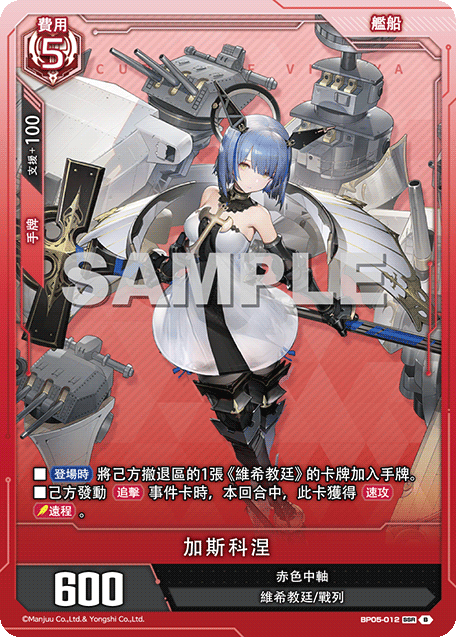 費用
5
艦船
支援+100
手牌
SAMPLE
■ 登場時 將己方撤退區的1張《維希教廷》的卡牌加入手牌。
■己方發動 追擊 事件卡時，本回合中，此卡獲得 速攻
遠程 。
加斯科涅
600
赤色中軸
維希教廷/戰列
©Manjuu Co.,Ltd.& Yongshi Co.,Ltd.
BP05-012 SSR B